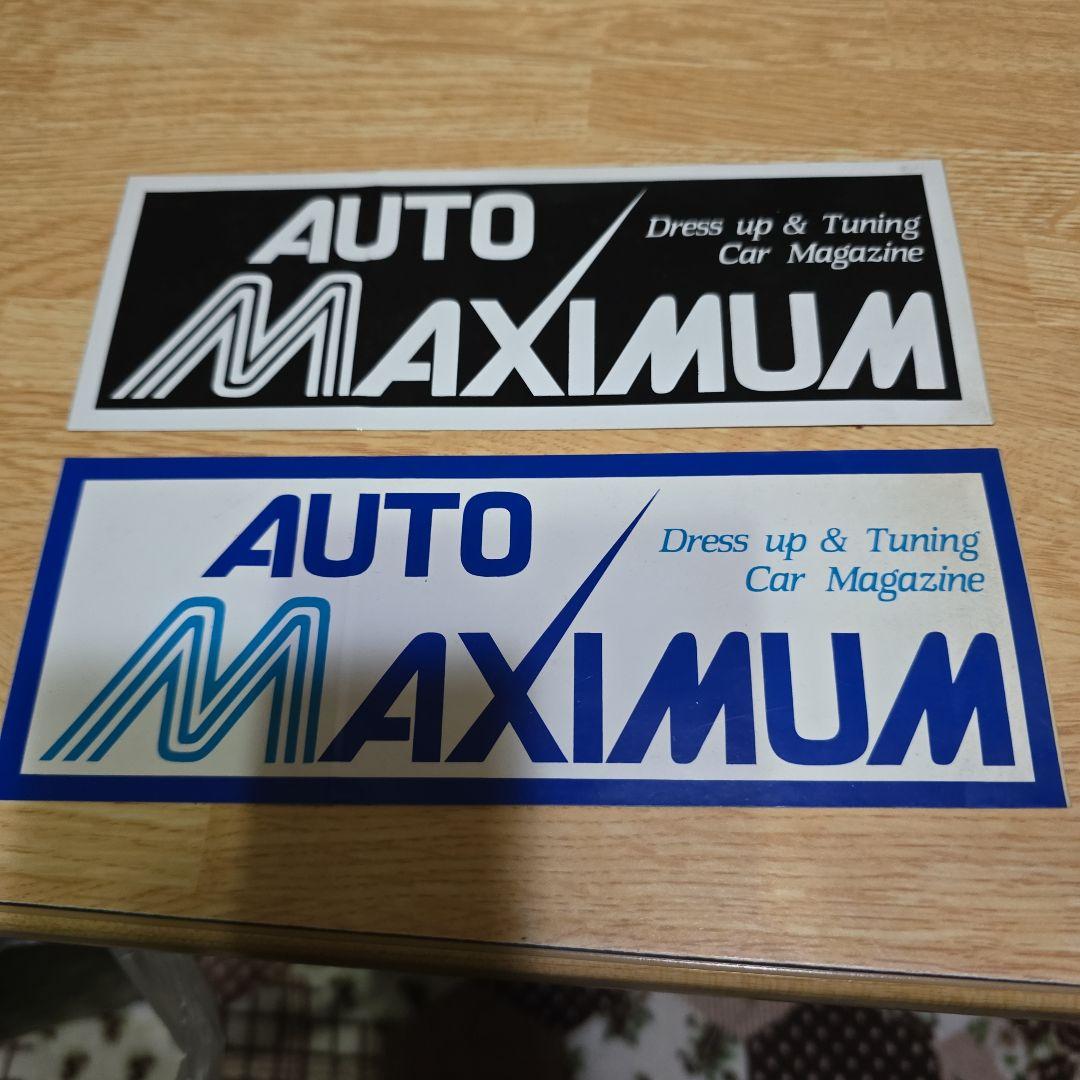 AUTO
Dress up & Tuning
Car Magazine
MAXIMUM
AUTO
Dress up & Tuning
Car Magazine
MAXIMUM